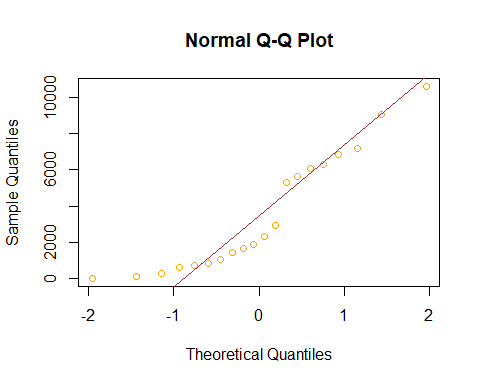 Normal Q-Q Plot
10000
6000
2000
0
Sample Quantiles
-2 -1 0 1 2
Theoretical Quantiles